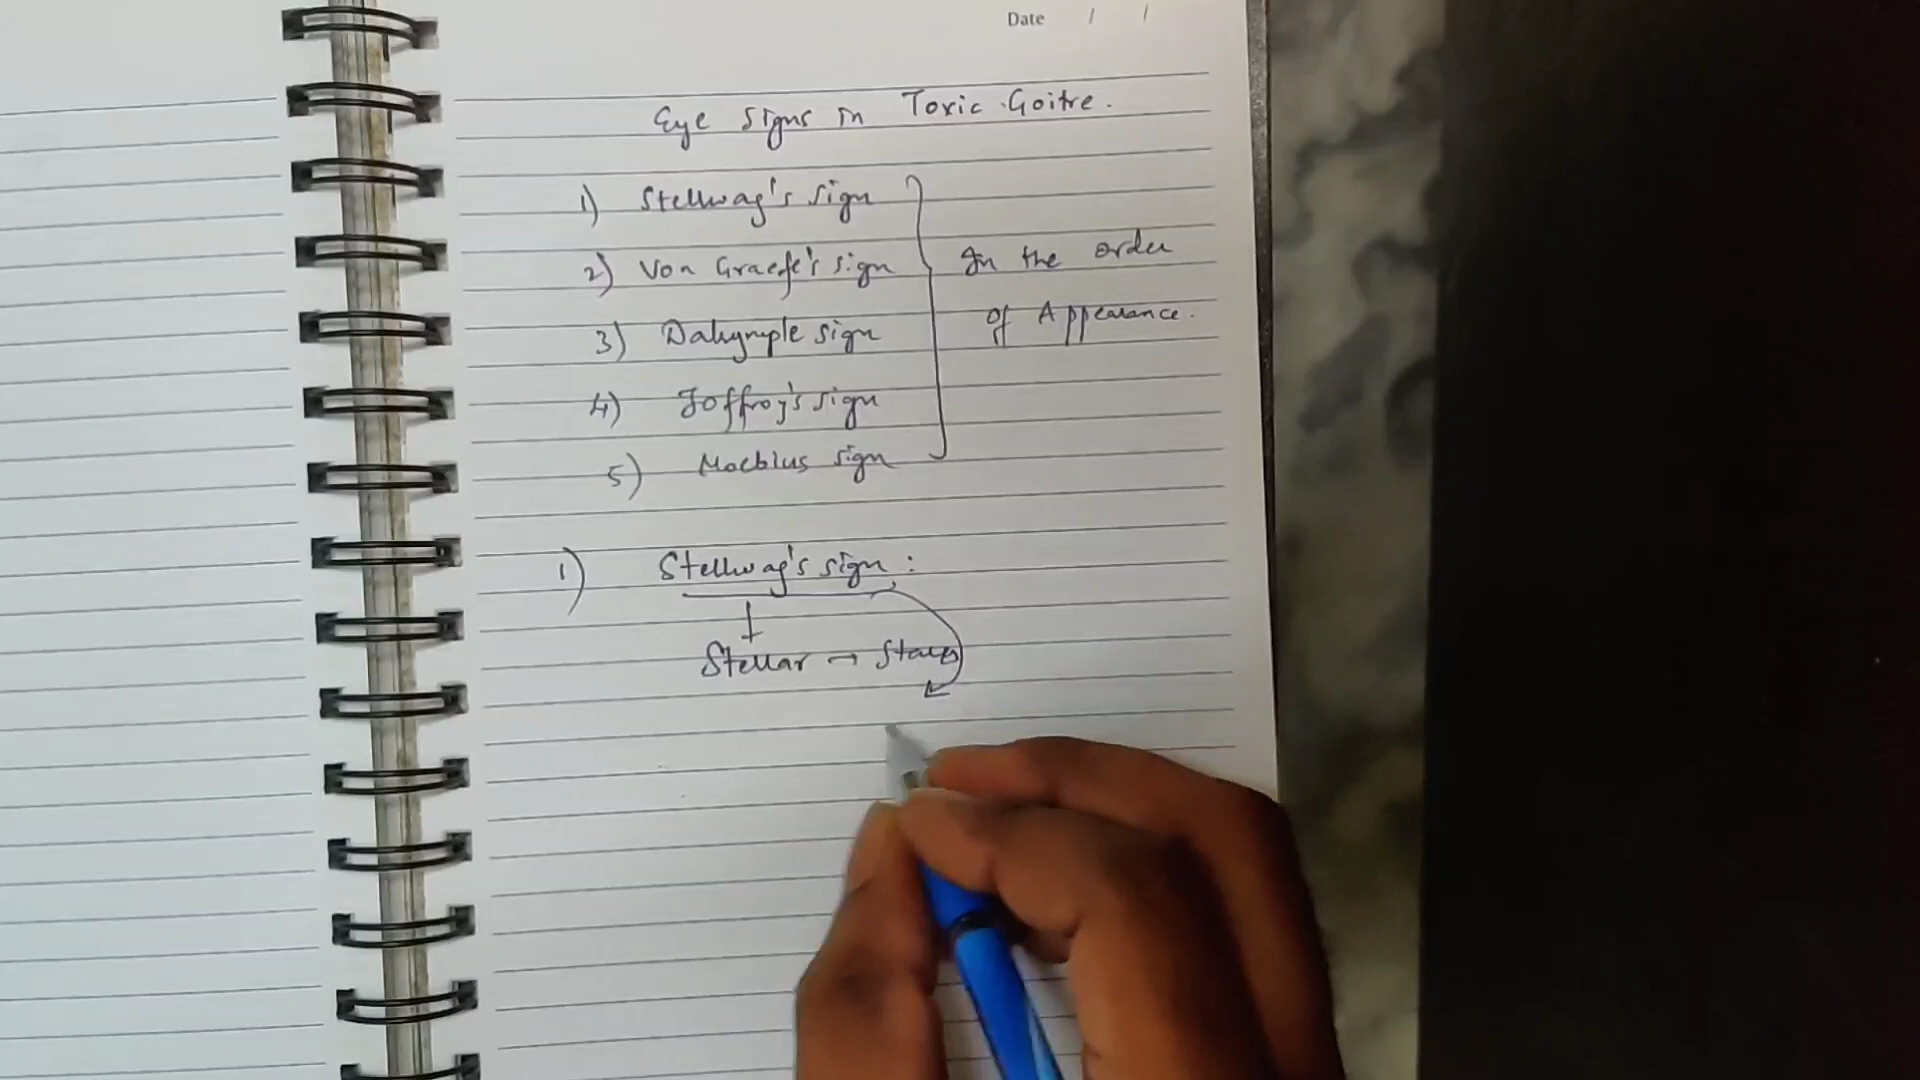 Date / /
Eye signs in Toxic Goitre.
1) Stellwag's sign
2) Von Graefe's sign
In the order
3) Dalrymple sign
of Appearance.
4) Joffroy's sign
5) Moebius sign
1) Stellwag's sign :
Stellar → Stars